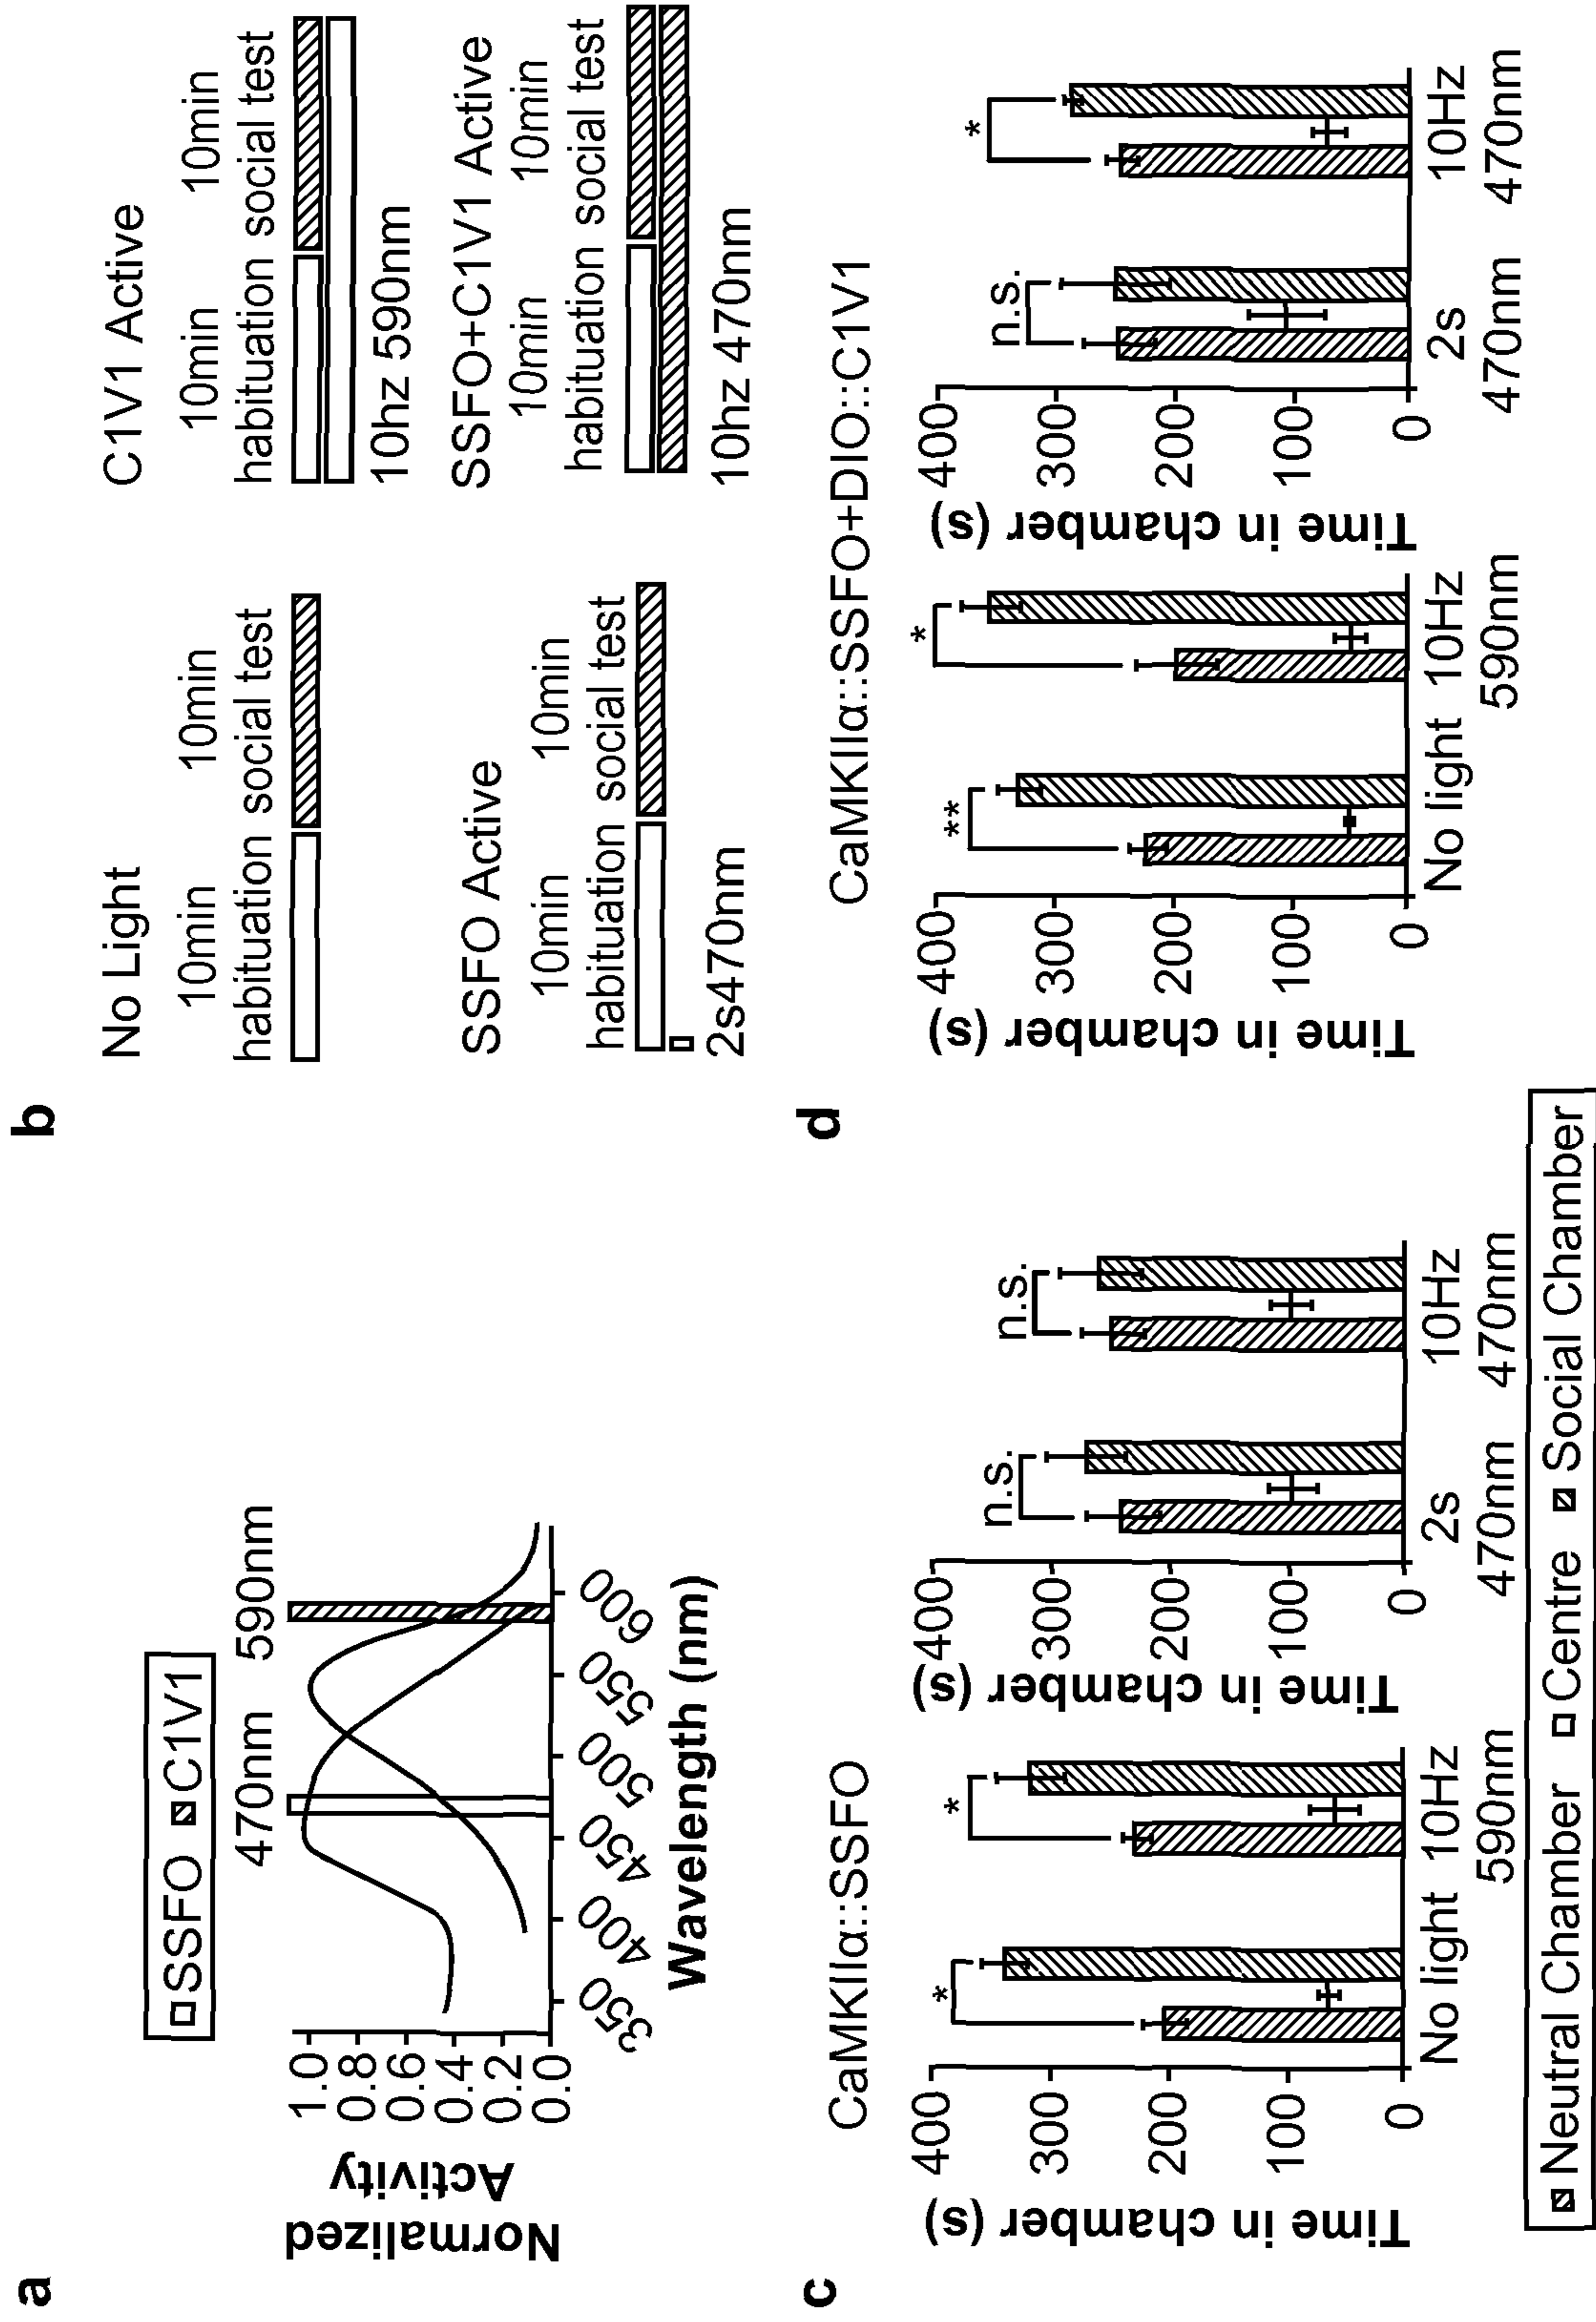 a
SSFO C1V1
470nm 590nm
Normalized
Activity
1.0
0.8
0.6
0.4
0.2
0.0
350 400 450 500 550 600
Wavelength (nm)
b
No Light
10min 10min
habituation social test
C1V1 Active
10min 10min
habituation social test
10hz 590nm
SSFO Active
10min 10min
habituation social test
2s470nm
SSFO+C1V1 Active
10min 10min
habituation social test
10hz 470nm
c
CaMKIIα::SSFO
Time in chamber (s)
400
300
200
100
0
* *
No light 10Hz
590nm
Time in chamber (s)
400
300
200
100
0
n.s. n.s.
2s 10Hz
470nm 470nm
d
CaMKIIα::SSFO+DIO::C1V1
Time in chamber (s)
400
300
200
100
0
** *
No light 10Hz
590nm
Time in chamber (s)
400
300
200
100
0
n.s. *
2s 10Hz
470nm 470nm
Neutral Chamber Centre Social Chamber